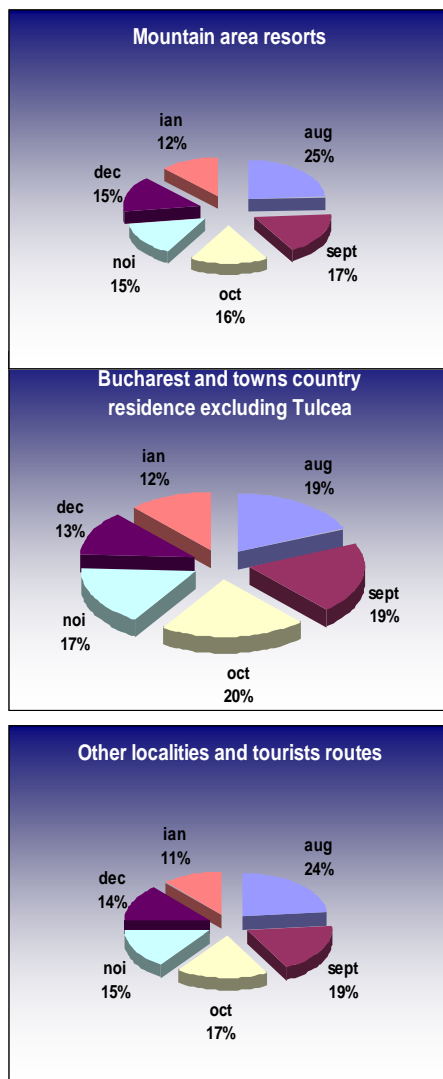 Mountain area resorts
ian
12%
aug
25%
dec
15%
sept
17%
noi
15%
oct
16%
Bucharest and towns country
residence excluding Tulcea
ian
12%
aug
19%
dec
13%
sept
19%
noi
17%
oct
20%
Other localities and tourists routes
ian
11%
aug
24%
dec
14%
sept
19%
noi
15%
oct
17%